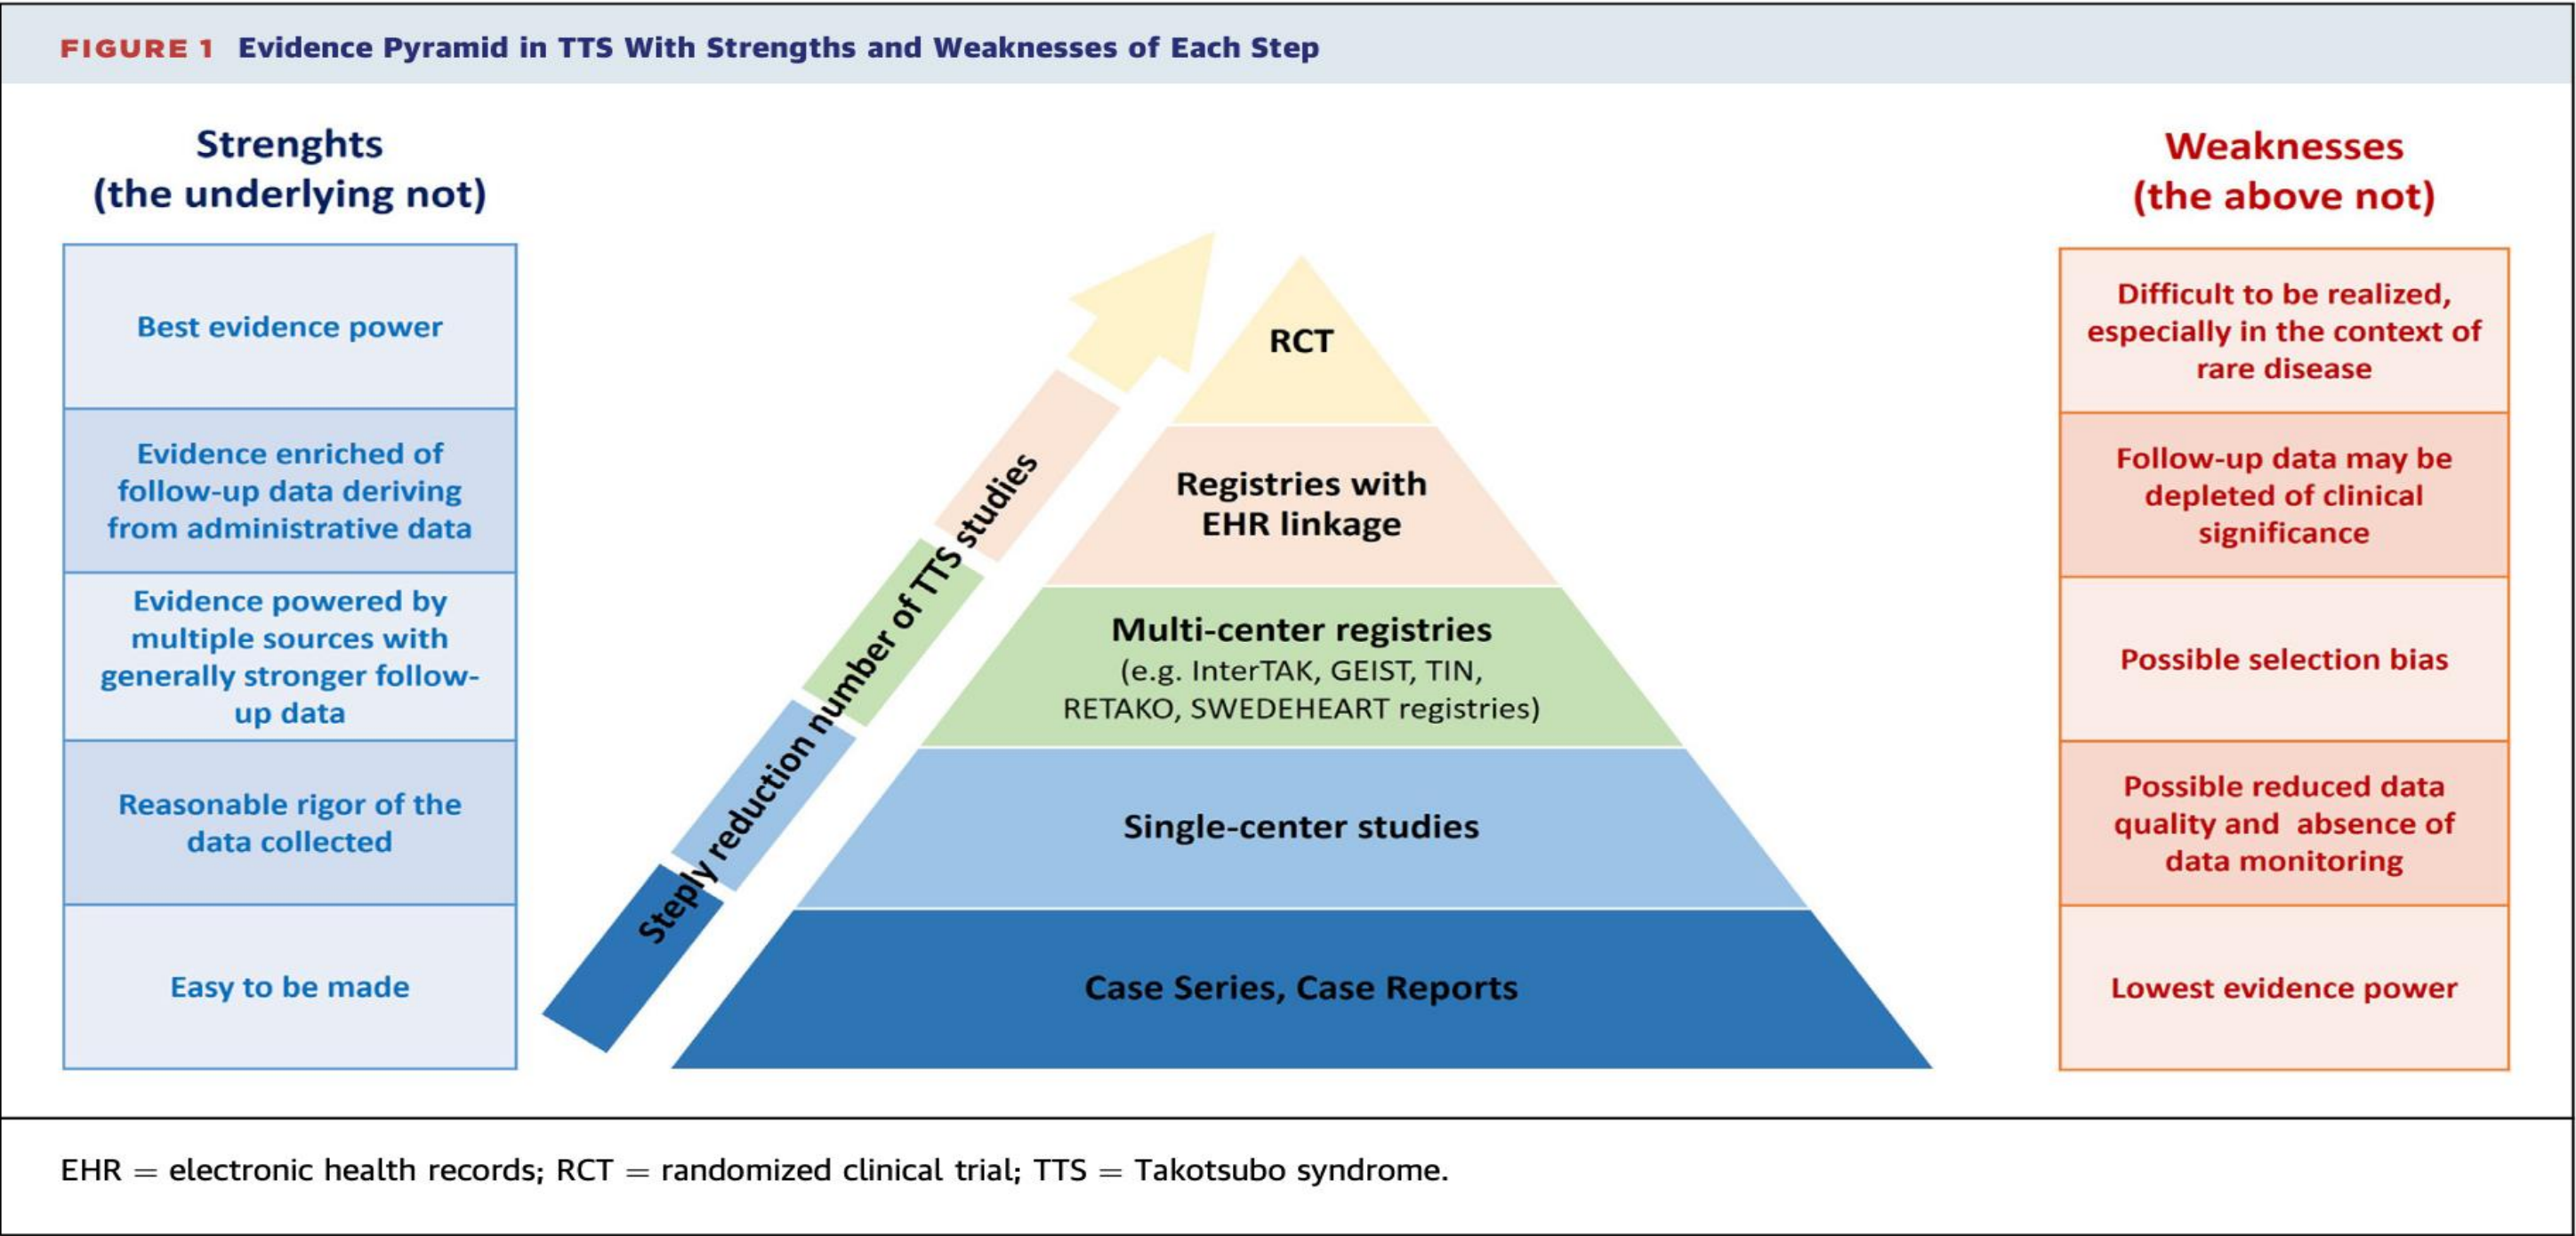 FIGURE 1 Evidence Pyramid in TTS With Strengths and Weaknesses of Each Step
Strenghts
(the underlying not)
Best evidence power
Evidence enriched of
follow-up data deriving
from administrative data
Evidence powered by
multiple sources with
generally stronger follow-
up data
Reasonable rigor of the
data collected
Easy to be made
Steply reduction number of TTS studies
RCT
Registries with
EHR linkage
Multi-center registries
(e.g. InterTAK, GEIST, TIN,
RETAKO, SWEDEHEART registries)
Single-center studies
Case Series, Case Reports
Weaknesses
(the above not)
Difficult to be realized,
especially in the context of
rare disease
Follow-up data may be
depleted of clinical
significance
Possible selection bias
Possible reduced data
quality and absence of
data monitoring
Lowest evidence power
EHR = electronic health records; RCT = randomized clinical trial; TTS = Takotsubo syndrome.